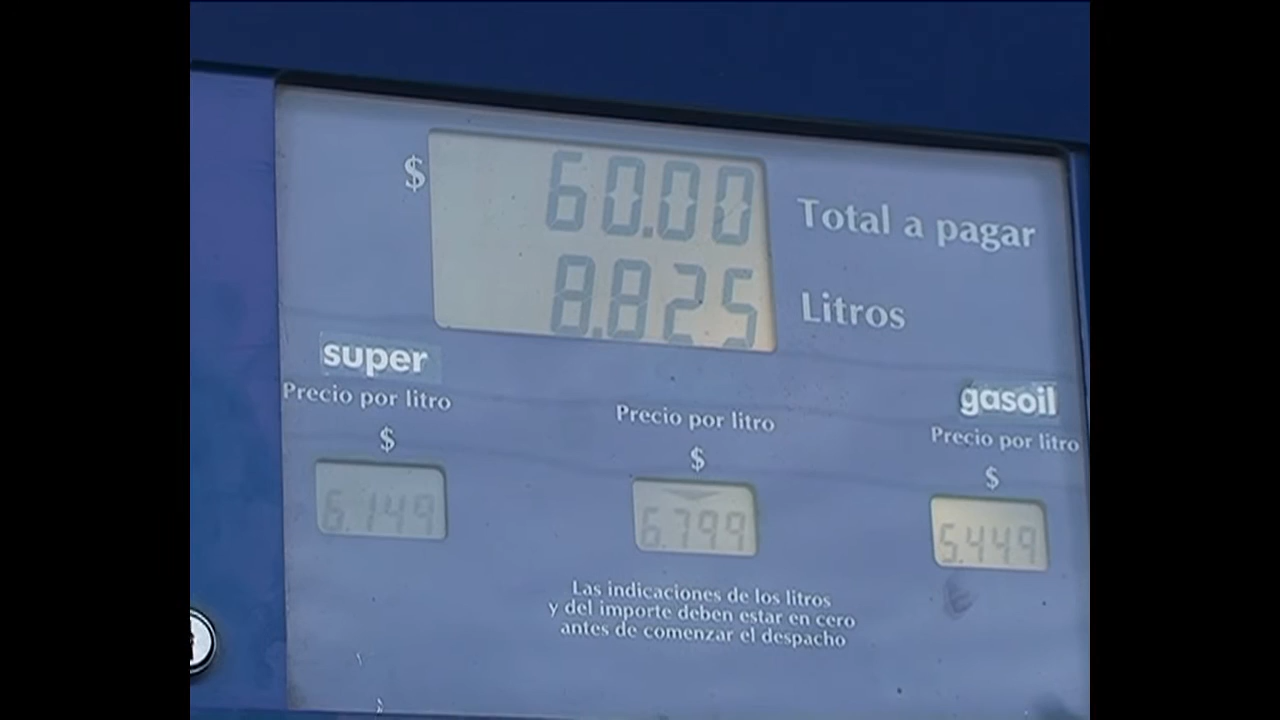 $ 60.00 Total a pagar
8.825 Litros
super
Precio por litro
$
6.149
Precio por litro
$
6.799
gasoil
Precio por litro
$
5.449
Las indicaciones de los litros
y del importe deben estar en cero
antes de comenzar el despacho